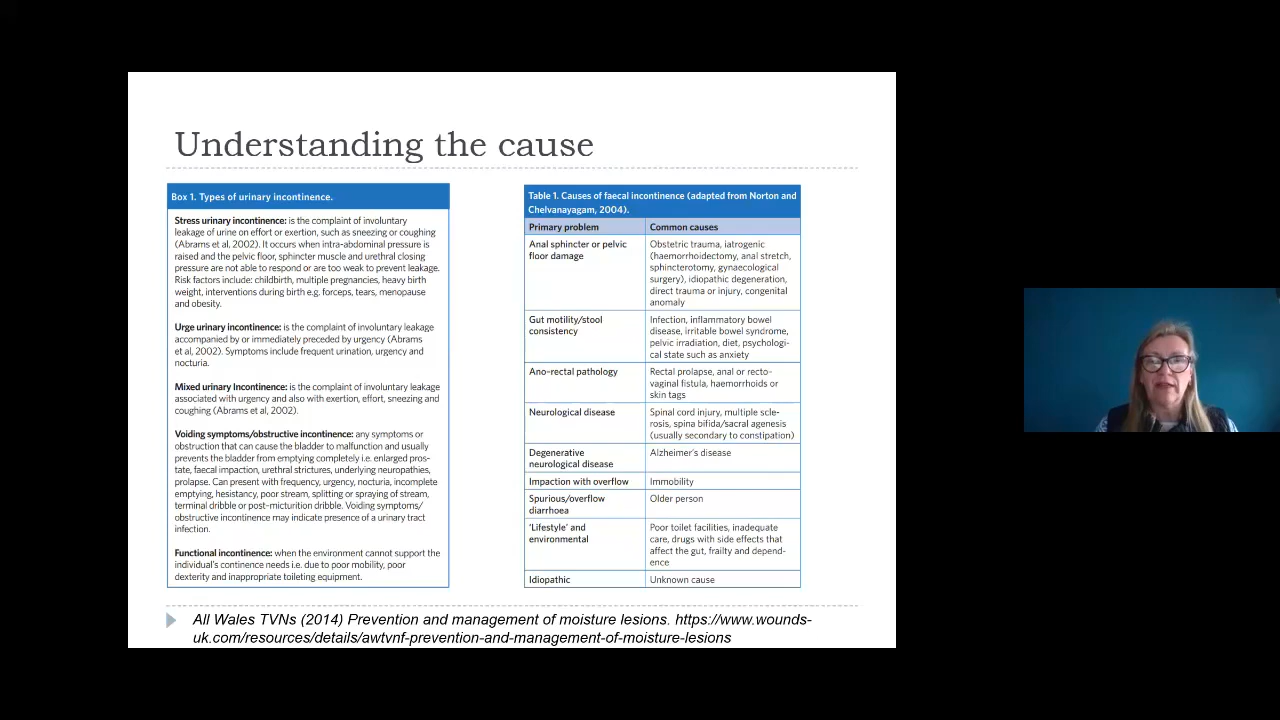 Understanding the cause
Box 1. Types of urinary incontinence.
Stress urinary incontinence: is the complaint of involuntary
leakage of urine on effort or exertion, such as sneezing or coughing
(Abrams et al, 2002). It occurs when intra-abdominal pressure is
raised and the pelvic floor, sphincter muscle and urethral closing
pressure are not able to respond or are too weak to prevent leakage.
Risk factors include: childbirth, multiple pregnancies, heavy birth
weight, interventions during birth e.g. forceps, tears, menopause
and obesity.
Urge urinary incontinence: is the complaint of involuntary leakage
accompanied by or immediately preceded by urgency (Abrams
et al, 2002). Symptoms include frequent urination, urgency and
nocturia.
Mixed urinary Incontinence: is the complaint of involuntary leakage
associated with urgency and also with exertion, effort, sneezing and
coughing (Abrams et al, 2002).
Voiding symptoms/obstructive incontinence: any symptoms or
obstruction that can cause the bladder to malfunction and usually
prevents the bladder from emptying completely i.e. enlarged pros-
tate, faecal impaction, urethral strictures, underlying neuropathies,
prolapse. Can present with frequency, urgency, nocturia, incomplete
emptying, hesistancy, poor stream, splitting or spraying of stream,
terminal dribble or post-micturition dribble. Voiding symptoms/
obstructive incontinence may indicate presence of a urinary tract
infection.
Functional incontinence: when the environment cannot support the
individual's continence needs i.e. due to poor mobility, poor
dexterity and inappropriate toileting equipment.
Table 1. Causes of faecal incontinence (adapted from Norton and
Chelvanayagam, 2004).
Primary problem Common causes
Anal sphincter or pelvic
floor damage
Obstetric trauma, iatrogenic
(haemorrhoidectomy, anal stretch,
sphincterotomy, gynaecological
surgery), idiopathic degeneration,
direct trauma or injury, congenital
anomaly
Gut motility/stool
consistency
Infection, inflammatory bowel
disease, irritable bowel syndrome,
pelvic irradiation, diet, psychologi-
cal state such as anxiety
Ano-rectal pathology
Rectal prolapse, anal or recto-
vaginal fistula, haemorrhoids or
skin tags
Neurological disease
Spinal cord injury, multiple scle-
rosis, spina bifida/sacral agenesis
(usually secondary to constipation)
Degenerative
neurological disease
Alzheimer's disease
Impaction with overflow Immobility
Spurious/overflow
diarrhoea
Older person
'Lifestyle' and
environmental
Poor toilet facilities, inadequate
care, drugs with side effects that
affect the gut, frailty and depend-
ence
Idiopathic Unknown cause
All Wales TVNs (2014) Prevention and management of moisture lesions. https://www.wounds-
uk.com/resources/details/awtvnf-prevention-and-management-of-moisture-lesions